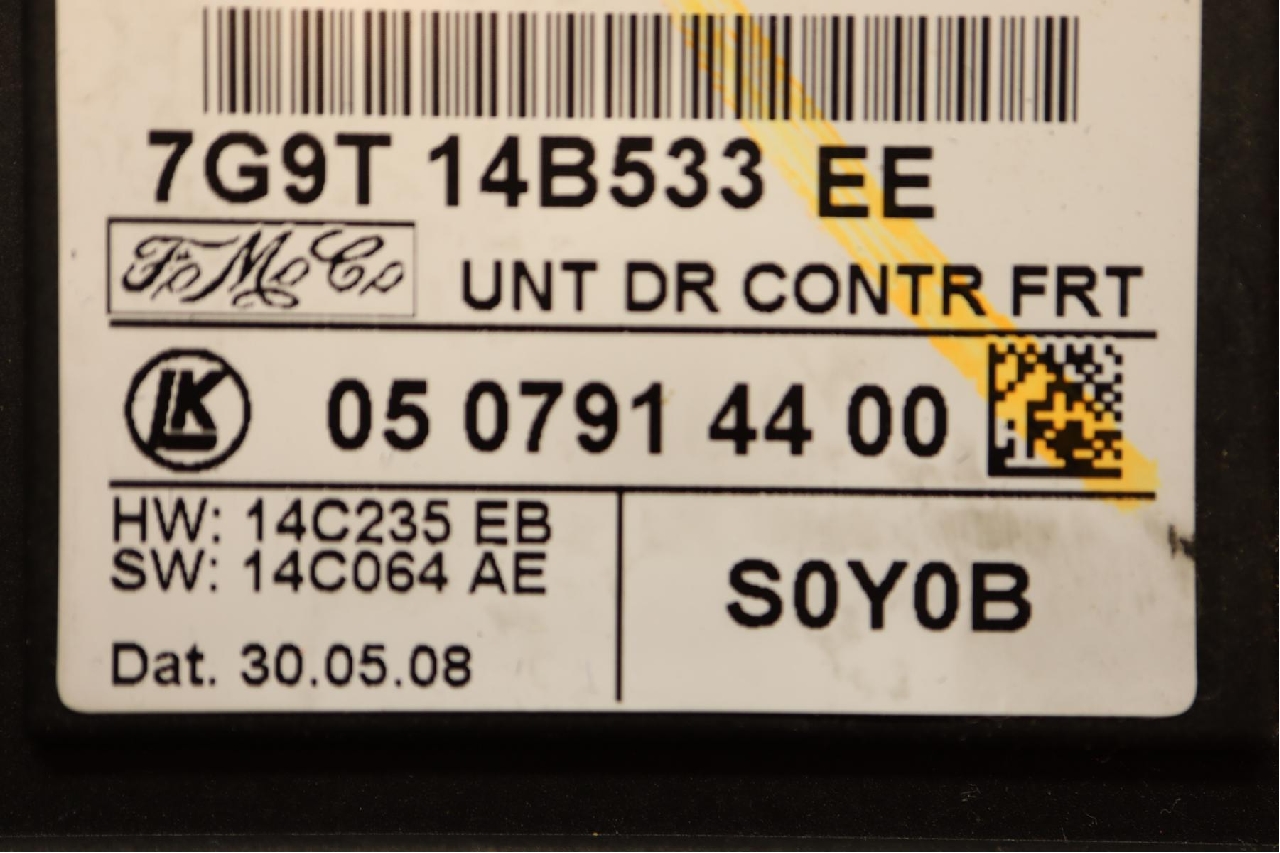 7G9T 14B533 EE
FoMoCo
UNT DR CONTR FRT
LK 05 0791 44 00
HW: 14C235 EB
SW: 14C064 AE
S0Y0B
Dat. 30.05.08